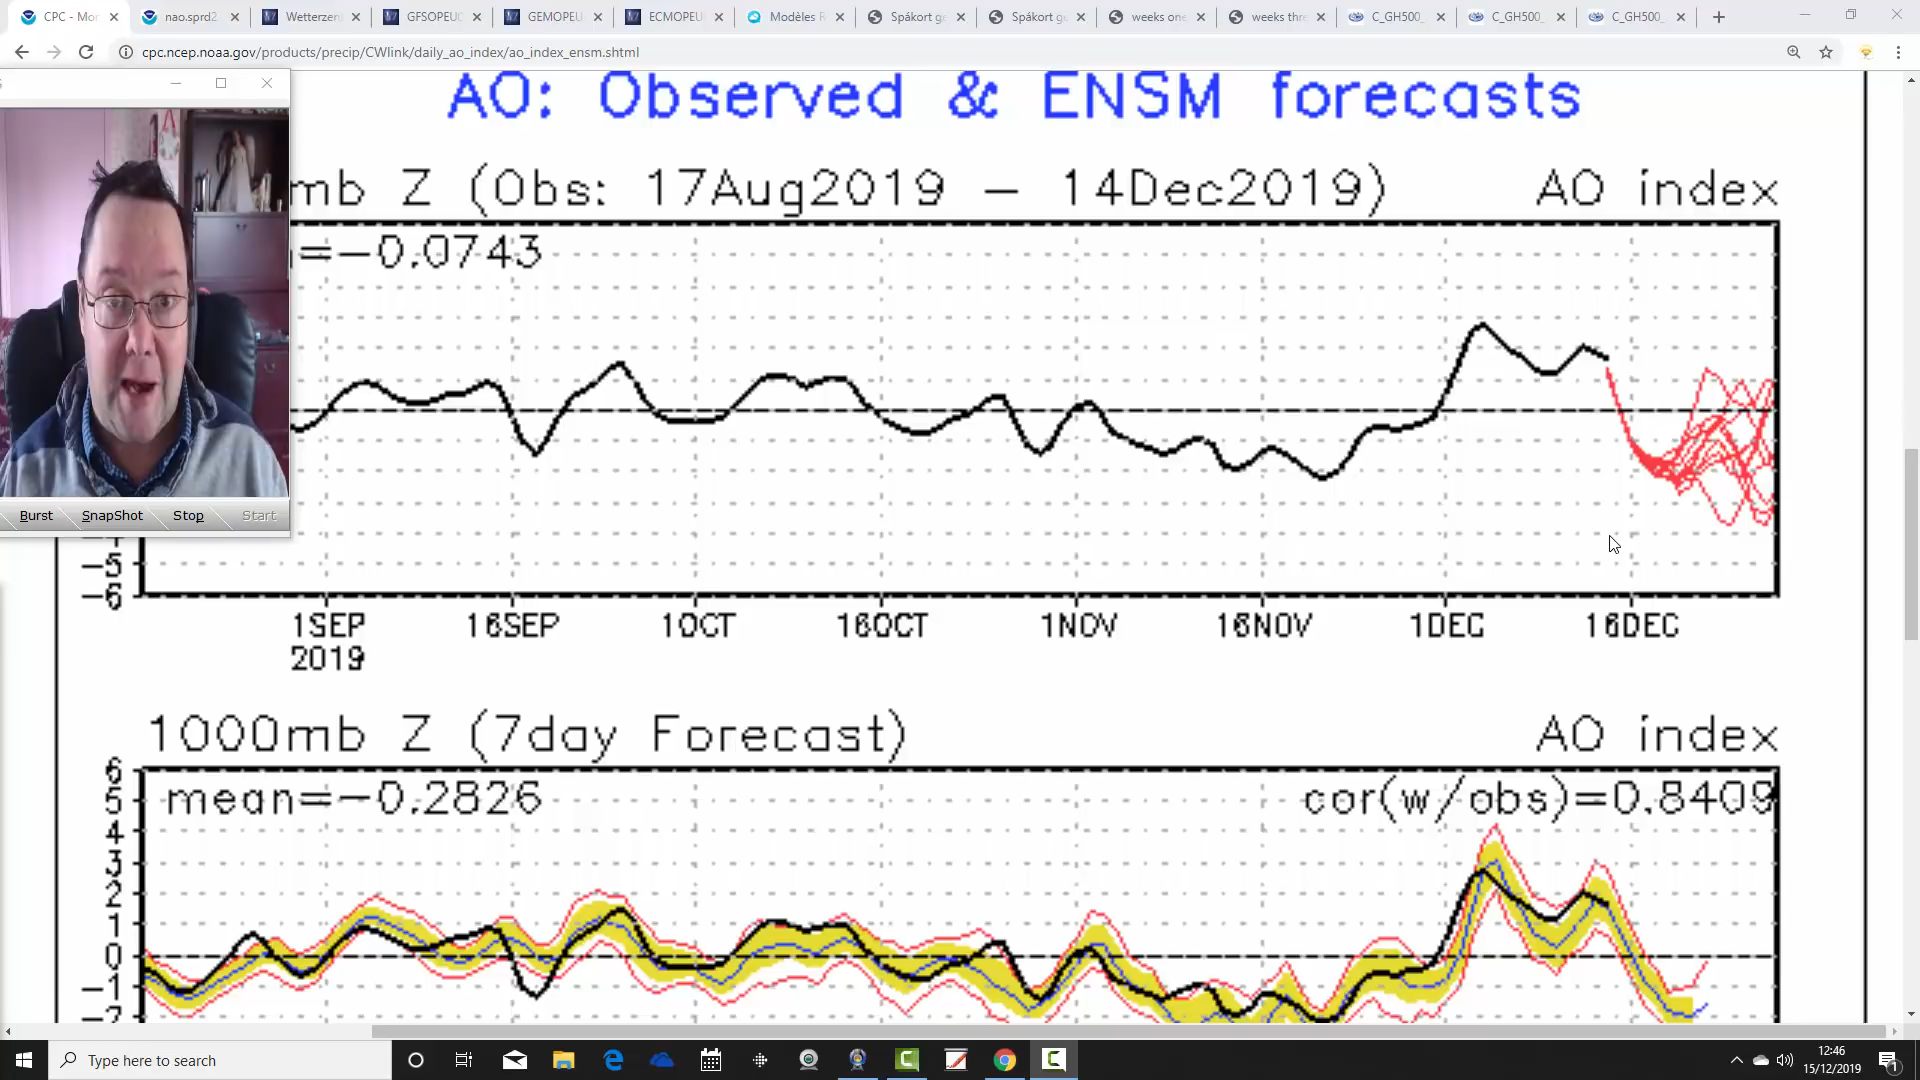 CPC - Mor
nao.sprd2
Wetterzen
GFSOPEU
GEMOPEU
ECMOPEU
Modèles
Spákort
Spákort
weeks one
weeks thr
C_GH500_
C_GH500_
C_GH500_
cpc.ncep.noaa.gov/products/precip/CWlink/daily_ao_index/ao_index_ensm.shtml
AO: Observed & ENSM forecasts
mb Z (Obs: 17Aug2019 - 14Dec2019) AO index
=-0.0743
Burst SnapShot Stop Start
-5
-6
1SEP 16SEP 1OCT 16OCT 1NOV 16NOV 1DEC 16DEC
2019
1000mb Z (7day Forecast) AO index
6
mean=-0.2826 cor(w/obs)=0.8409
5
4
3
2
1
0
-1
-2
Type here to search
12:46
15/12/2019